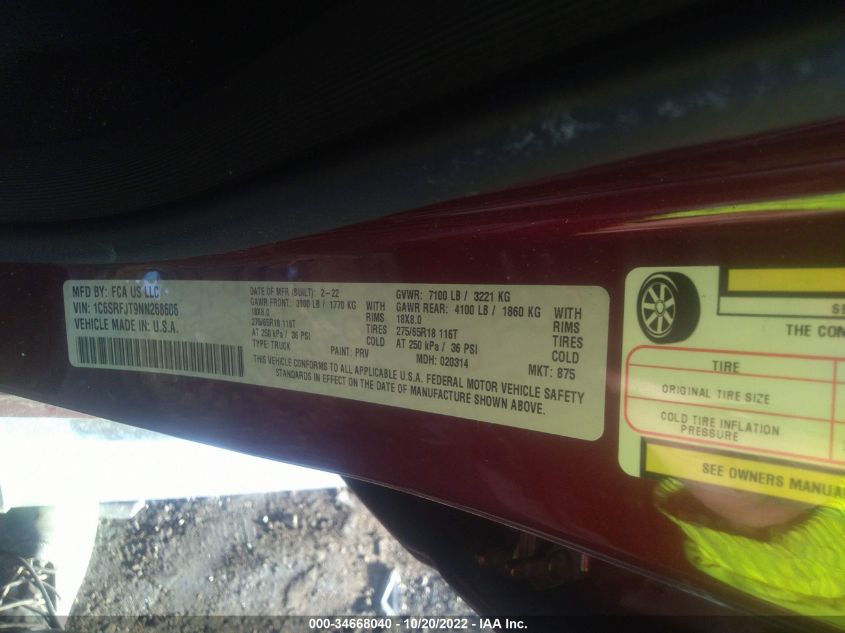 MFD BY: FCA US LLC
VIN: 1C6SRFJT9NN268606
VEHICLE MADE IN: U.S.A.
DATE OF MFR (BUILT): 2-22
GAWR FRONT: 3900 LB / 1770 KG
18X8.0 RIMS
275/65R18 116T TIRES
AT 250 kPa / 36 PSI COLD
TYPE: TRUCK PAINT: PRV
GVWR: 7100 LB / 3221 KG
GAWR REAR: 4100 LB / 1860 KG
WITH
18X8.0 RIMS
275/65R18 116T TIRES
AT 250 kPa / 36 PSI COLD
MDH: 020314 MKT: 875
THIS VEHICLE CONFORMS TO ALL APPLICABLE U.S.A. FEDERAL MOTOR VEHICLE SAFETY
STANDARDS IN EFFECT ON THE DATE OF MANUFACTURE SHOWN ABOVE.
THE COM
TIRE
ORIGINAL TIRE SIZE
COLD TIRE INFLATION
PRESSURE
SEE OWNERS MANUAL
000-34668040 - 10/20/2022 - IAA Inc.